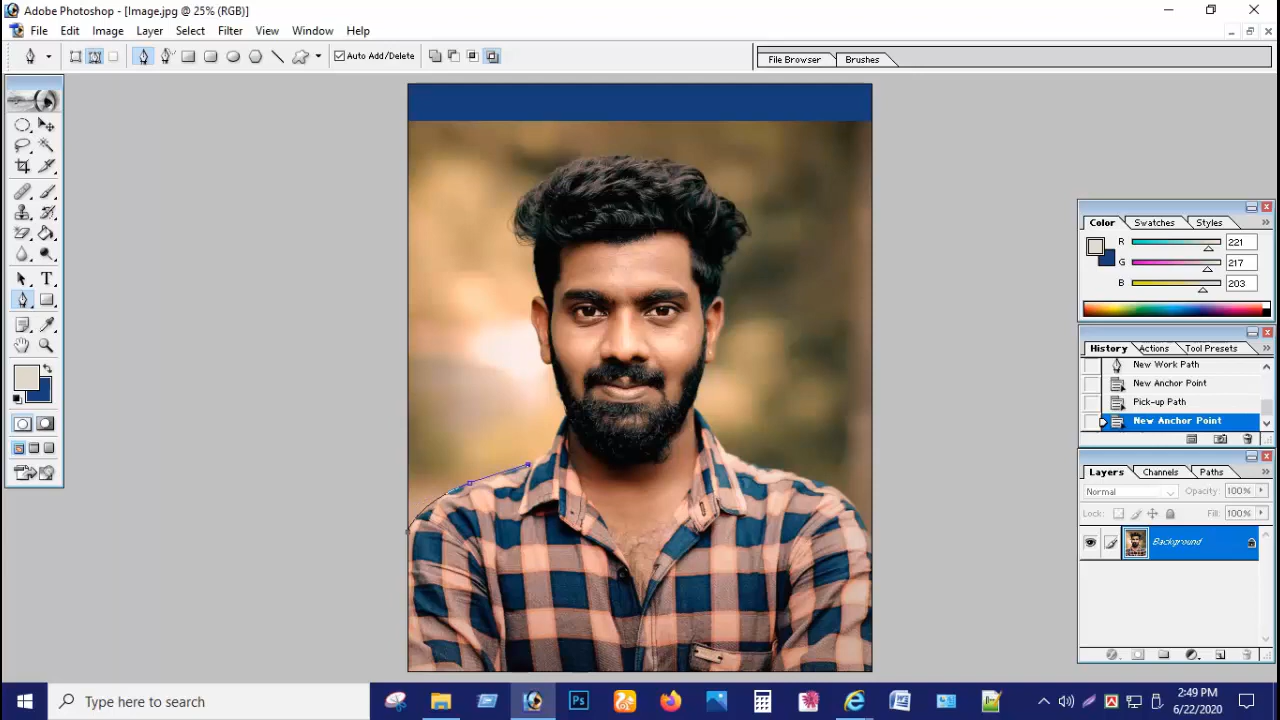 Adobe Photoshop - [Image.jpg @ 25% (RGB)]
File Edit Image Layer Select Filter View Window Help
Auto Add/Delete
File Browser Brushes
Color Swatches Styles
R 221
G 217
B 203
History Actions Tool Presets
New Work Path
New Anchor Point
Pick-up Path
New Anchor Point
Layers Channels Paths
Normal Opacity: 100%
Lock: Fill: 100%
Background
Type here to search
2:49 PM
6/22/2020